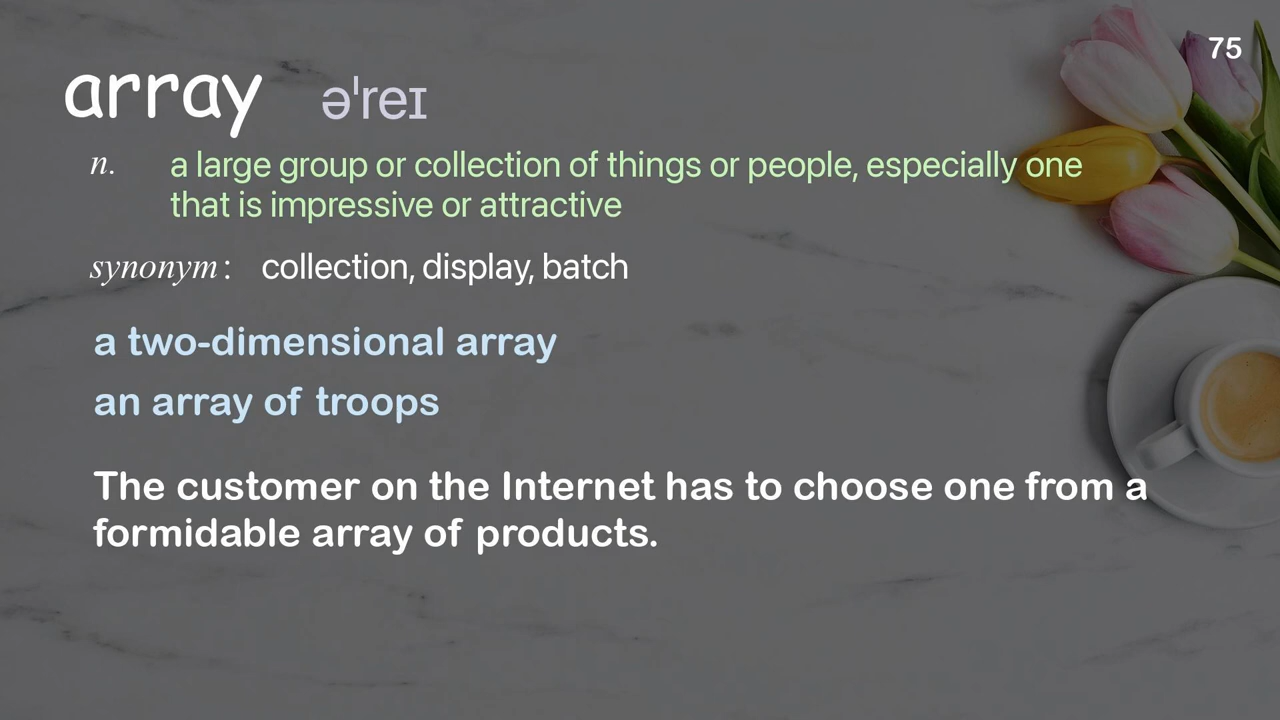 75
array əˈreɪ
n. a large group or collection of things or people, especially one
that is impressive or attractive
synonym: collection, display, batch
a two-dimensional array
an array of troops
The customer on the Internet has to choose one from a
formidable array of products.